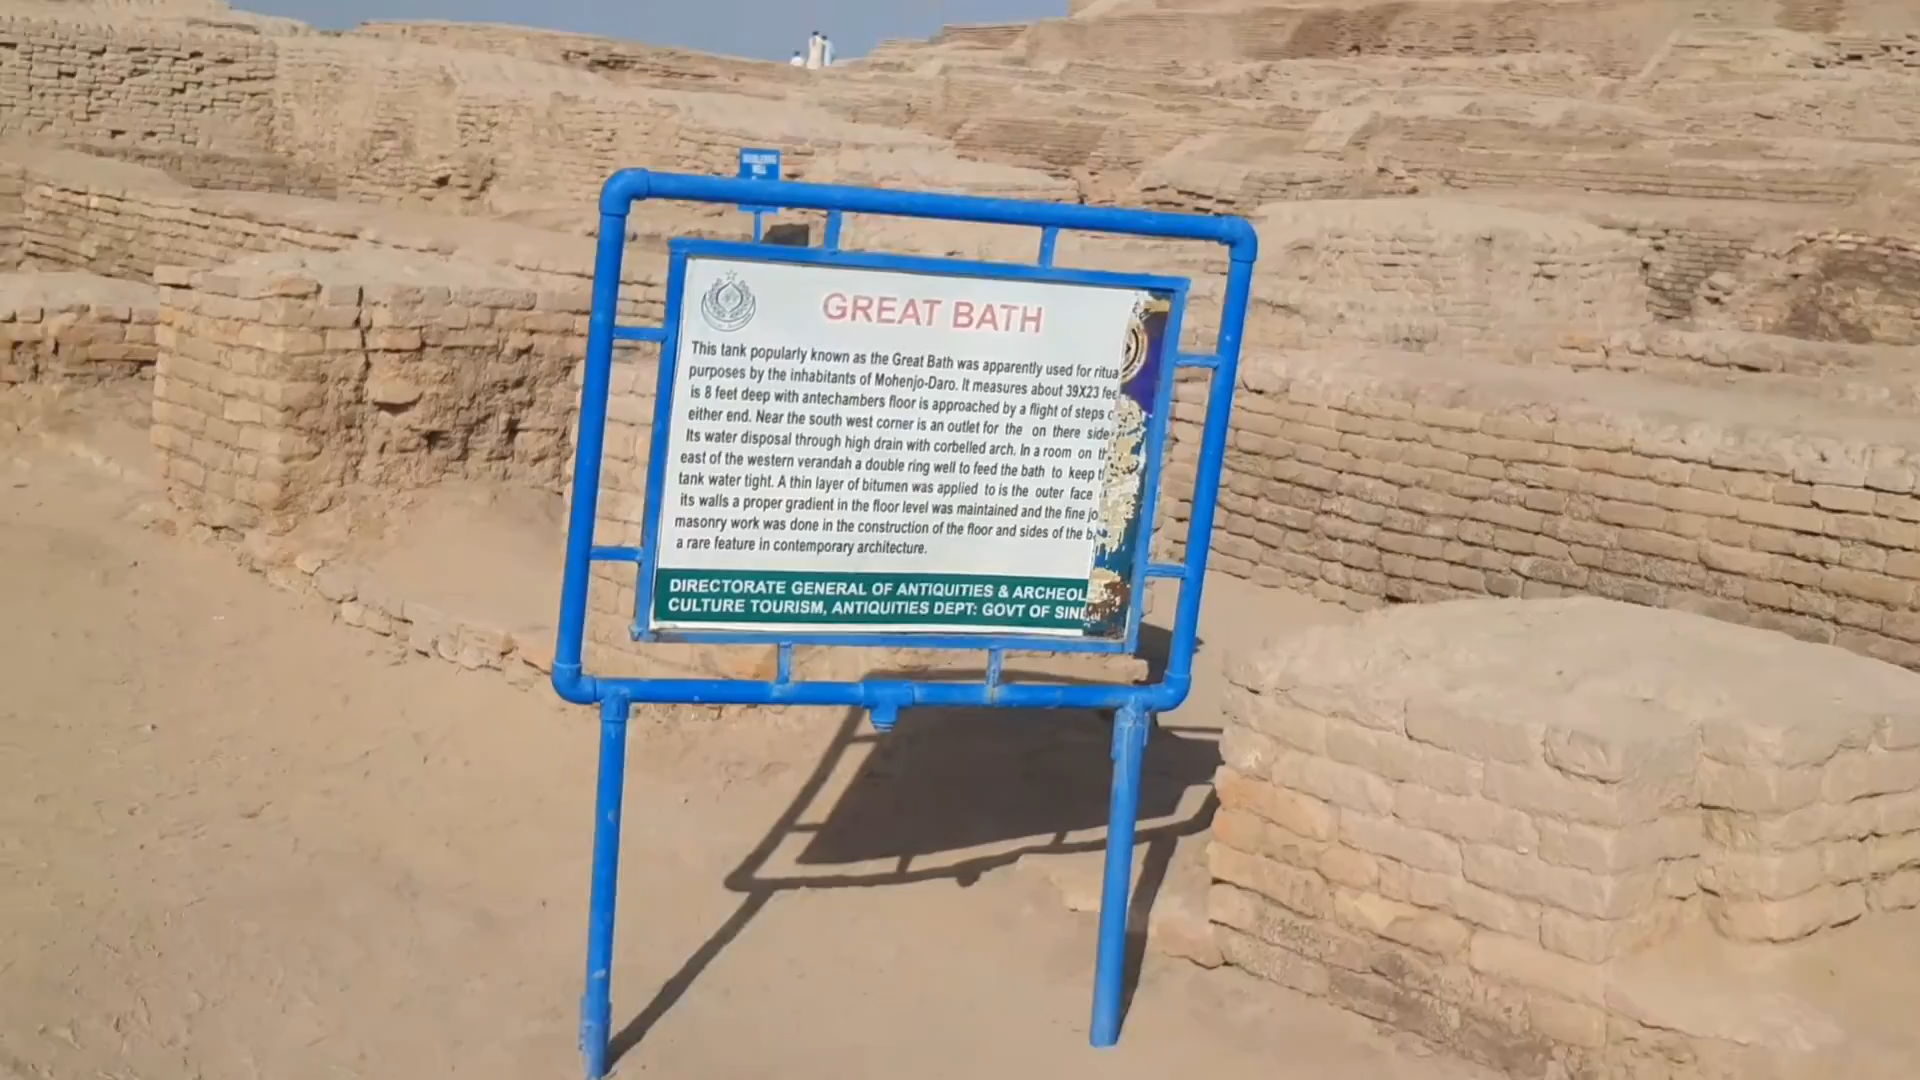 GREAT BATH
This tank popularly known as the Great Bath was apparently used for ritua
purposes by the inhabitants of Mohenjo-Daro. It measures about 39X23 fee
is 8 feet deep with antechambers floor is approached by a flight of steps
either end. Near the south west corner is an outlet for the on there side
Its water disposal through high drain with corbelled arch. In a room on
east of the western verandah a double ring well to feed the bath to keep
tank water tight. A thin layer of bitumen was applied to is the outer face
its walls a proper gradient in the floor level was maintained and the fine jo
masonry work was done in the construction of the floor and sides of the
a rare feature in contemporary architecture.
DIRECTORATE GENERAL OF ANTIQUITIES & ARCHEOL
CULTURE TOURISM, ANTIQUITIES DEPT: GOVT OF SIND